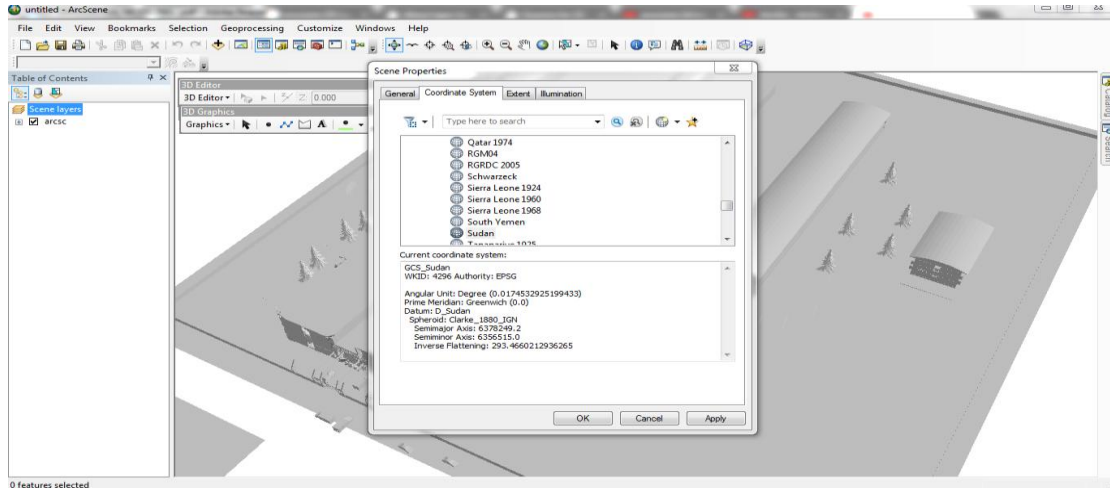 untitled - ArcScene
File Edit View Bookmarks Selection Geoprocessing Customize Windows Help
Table of Contents
Scene layers
arcsc
3D Editor
3D Editor 0.000
3D Graphics
Graphics A
Scene Properties
General Coordinate System Extent Illumination
Type here to search
Qatar 1974
RGM04
RGRDC 2005
Schwarzeck
Sierra Leone 1924
Sierra Leone 1960
Sierra Leone 1968
South Yemen
Sudan
Tananarive 1925
Current coordinate system:
GCS_Sudan
WKID: 4296 Authority: EPSG
Angular Unit: Degree (0.0174532925199433)
Prime Meridian: Greenwich (0.0)
Datum: D_Sudan
Spheroid: Clarke_1880_IGN
Semimajor Axis: 6378249.2
Semiminor Axis: 6356515.0
Inverse Flattening: 293.4660212936265
OK Cancel Apply
Catalog
Search
0 features selected